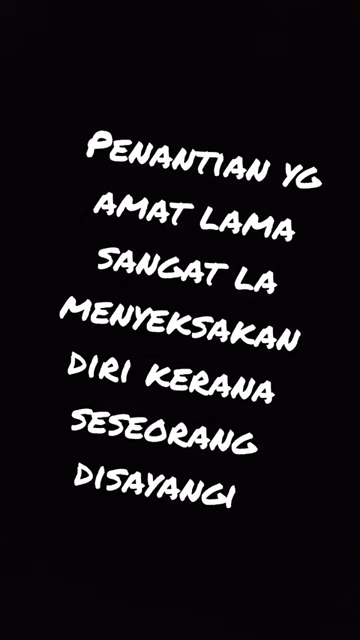 PENANTIAN YG
AMAT LAMA
SANGAT LA
MENYEKSAKAN
DIRI KERANA
SESEORANG
DISAYANGI